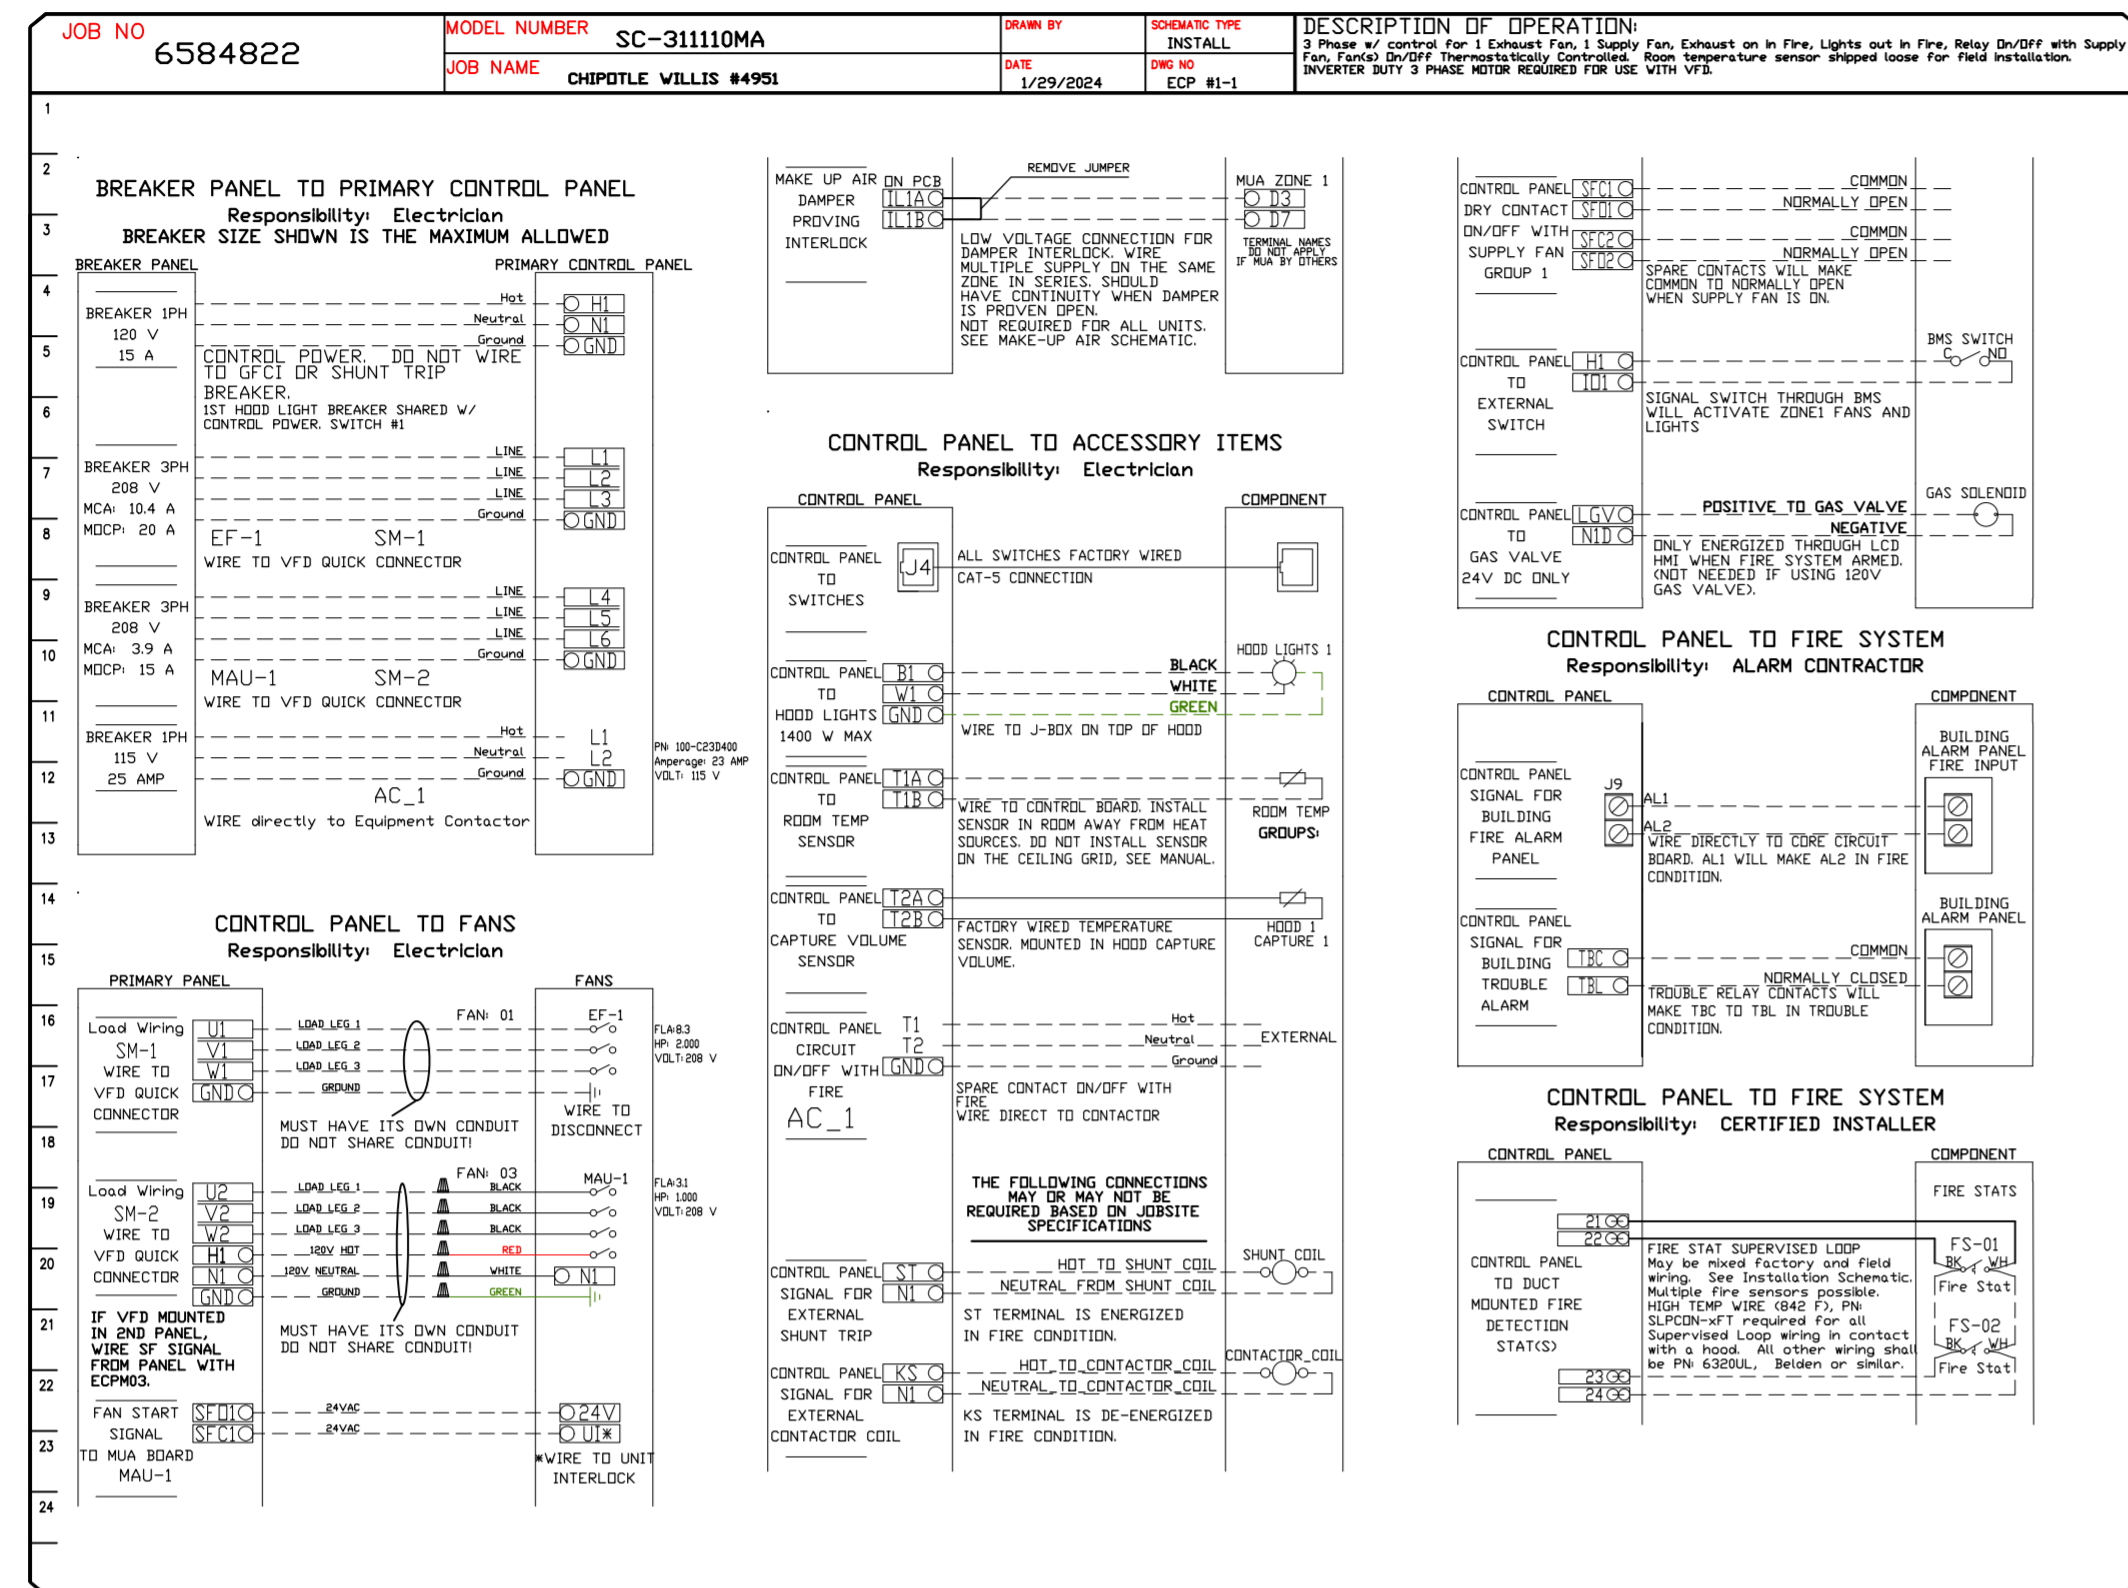 JOB NO
6584822
MODEL NUMBER
SC-311110MA
JOB NAME
CHIPOTLE WILLIS #4951
DRAWN BY
DATE
1/29/2024
SCHEMATIC TYPE
INSTALL
DWG NO
ECP #1-1
DESCRIPTION OF OPERATION:
3 Phase w/ control for 1 Exhaust Fan, 1 Supply Fan, Exhaust on in Fire, Lights out in Fire, Relay On/Off with Supply
Fan, Fan(s) On/Off Thermostatically Controlled. Room temperature sensor shipped loose for field installation.
INVERTER DUTY 3 PHASE MOTOR REQUIRED FOR USE WITH VFD.
1
2
3
4
5
6
7
8
9
10
11
12
13
14
15
16
17
18
19
20
21
22
23
24
BREAKER PANEL TO PRIMARY CONTROL PANEL
Responsibility: Electrician
BREAKER SIZE SHOWN IS THE MAXIMUM ALLOWED
BREAKER PANEL
PRIMARY CONTROL PANEL
BREAKER 1PH
120 V
15 A
Hot
H1
Neutral
N1
Ground
GND
CONTROL POWER. DO NOT WIRE
TO GFCI OR SHUNT TRIP
BREAKER.
1ST HOOD LIGHT BREAKER SHARED W/
CONTROL POWER. SWITCH #1
BREAKER 3PH
208 V
MCA: 10.4 A
MOCP: 20 A
LINE
L1
LINE
L2
LINE
L3
Ground
GND
EF-1
SM-1
WIRE TO VFD QUICK CONNECTOR
BREAKER 3PH
208 V
MCA: 3.9 A
MOCP: 15 A
LINE
L4
LINE
L5
LINE
L6
Ground
GND
MAU-1
SM-2
WIRE TO VFD QUICK CONNECTOR
BREAKER 1PH
115 V
25 AMP
Hot
L1
Neutral
L2
Ground
GND
PN: 100-C23D400
Amperage: 23 AMP
VOLT: 115 V
AC_1
WIRE directly to Equipment Contactor
CONTROL PANEL TO FANS
Responsibility: Electrician
PRIMARY PANEL
FANS
Load Wiring
SM-1
WIRE TO
VFD QUICK
CONNECTOR
U1
V1
W1
GND
LOAD LEG 1
LOAD LEG 2
LOAD LEG 3
GROUND
FAN: 01
EF-1
FLA:8.3
HP: 2.000
VOLT:208 V
WIRE TO
DISCONNECT
MUST HAVE ITS OWN CONDUIT
DO NOT SHARE CONDUIT!
Load Wiring
SM-2
WIRE TO
VFD QUICK
CONNECTOR
U2
V2
W2
H1
N1
GND
LOAD LEG 1
LOAD LEG 2
LOAD LEG 3
120V HOT
120V NEUTRAL
GROUND
FAN: 03
BLACK
BLACK
BLACK
RED
WHITE
GREEN
MAU-1
N1
FLA:3.1
HP: 1.000
VOLT:208 V
IF VFD MOUNTED
IN 2ND PANEL,
WIRE SF SIGNAL
FROM PANEL WITH
ECPM03.
MUST HAVE ITS OWN CONDUIT
DO NOT SHARE CONDUIT!
FAN START
SIGNAL
TO MUA BOARD
MAU-1
SFO1
SFC1
24VAC
24VAC
24V
UI*
*WIRE TO UNIT
INTERLOCK
MAKE UP AIR
DAMPER
PROVING
INTERLOCK
ON PCB
IL1A
IL1B
REMOVE JUMPER
MUA ZONE 1
D3
D7
TERMINAL NAMES
DO NOT APPLY
IF MUA BY OTHERS
LOW VOLTAGE CONNECTION FOR
DAMPER INTERLOCK. WIRE
MULTIPLE SUPPLY ON THE SAME
ZONE IN SERIES. SHOULD
HAVE CONTINUITY WHEN DAMPER
IS PROVEN OPEN.
NOT REQUIRED FOR ALL UNITS.
SEE MAKE-UP AIR SCHEMATIC.
CONTROL PANEL TO ACCESSORY ITEMS
Responsibility: Electrician
CONTROL PANEL
COMPONENT
CONTROL PANEL
TO
SWITCHES
J4
ALL SWITCHES FACTORY WIRED
CAT-5 CONNECTION
CONTROL PANEL
TO
HOOD LIGHTS
1400 W MAX
B1
W1
GND
BLACK
WHITE
GREEN
HOOD LIGHTS 1
WIRE TO J-BOX ON TOP OF HOOD
CONTROL PANEL
TO
ROOM TEMP
SENSOR
T1A
T1B
WIRE TO CONTROL BOARD. INSTALL
SENSOR IN ROOM AWAY FROM HEAT
SOURCES. DO NOT INSTALL SENSOR
ON THE CEILING GRID, SEE MANUAL.
ROOM TEMP
GROUPS:
CONTROL PANEL
TO
CAPTURE VOLUME
SENSOR
T2A
T2B
FACTORY WIRED TEMPERATURE
SENSOR. MOUNTED IN HOOD CAPTURE
VOLUME.
HOOD 1
CAPTURE 1
CONTROL PANEL
CIRCUIT
ON/OFF WITH
FIRE
AC_1
T1
T2
GND
Hot
Neutral
Ground
EXTERNAL
SPARE CONTACT ON/OFF WITH
FIRE
WIRE DIRECT TO CONTACTOR
THE FOLLOWING CONNECTIONS
MAY OR MAY NOT BE
REQUIRED BASED ON JOBSITE
SPECIFICATIONS
CONTROL PANEL
SIGNAL FOR
EXTERNAL
SHUNT TRIP
ST
N1
HOT TO SHUNT COIL
NEUTRAL FROM SHUNT COIL
SHUNT COIL
ST TERMINAL IS ENERGIZED
IN FIRE CONDITION.
CONTROL PANEL
SIGNAL FOR
EXTERNAL
CONTACTOR COIL
KS
N1
HOT TO CONTACTOR COIL
NEUTRAL TO CONTACTOR COIL
CONTACTOR COIL
KS TERMINAL IS DE-ENERGIZED
IN FIRE CONDITION.
CONTROL PANEL
DRY CONTACT
ON/OFF WITH
SUPPLY FAN
GROUP 1
SFC1
SFO1
SFC2
SFO2
COMMON
NORMALLY OPEN
COMMON
NORMALLY OPEN
SPARE CONTACTS WILL MAKE
COMMON TO NORMALLY OPEN
WHEN SUPPLY FAN IS ON.
CONTROL PANEL
TO
EXTERNAL
SWITCH
H1
IO1
BMS SWITCH
C
NO
SIGNAL SWITCH THROUGH BMS
WILL ACTIVATE ZONE1 FANS AND
LIGHTS
CONTROL PANEL
TO
GAS VALVE
24V DC ONLY
LGV
N1D
POSITIVE TO GAS VALVE
NEGATIVE
GAS SOLENOID
ONLY ENERGIZED THROUGH LCD
HMI WHEN FIRE SYSTEM ARMED.
(NOT NEEDED IF USING 120V
GAS VALVE).
CONTROL PANEL TO FIRE SYSTEM
Responsibility: ALARM CONTRACTOR
CONTROL PANEL
COMPONENT
CONTROL PANEL
SIGNAL FOR
BUILDING
FIRE ALARM
PANEL
J9
AL1
AL2
WIRE DIRECTLY TO CORE CIRCUIT
BOARD. AL1 WILL MAKE AL2 IN FIRE
CONDITION.
BUILDING
ALARM PANEL
FIRE INPUT
CONTROL PANEL
SIGNAL FOR
BUILDING
TROUBLE
ALARM
TBC
TBL
COMMON
NORMALLY CLOSED
TROUBLE RELAY CONTACTS WILL
MAKE TBC TO TBL IN TROUBLE
CONDITION.
BUILDING
ALARM PANEL
CONTROL PANEL TO FIRE SYSTEM
Responsibility: CERTIFIED INSTALLER
CONTROL PANEL
COMPONENT
CONTROL PANEL
TO DUCT
MOUNTED FIRE
DETECTION
STAT(S)
21
22
23
24
FIRE STAT SUPERVISED LOOP
May be mixed factory and field
wiring. See Installation Schematic.
Multiple fire sensors possible.
HIGH TEMP WIRE (842 F), PN:
SLPCON-xFT required for all
Supervised Loop wiring in contact
with a hood. All other wiring shall
be PN: 6320UL, Belden or similar.
FIRE STATS
FS-01
BK
WH
Fire Stat
FS-02
BK
WH
Fire Stat